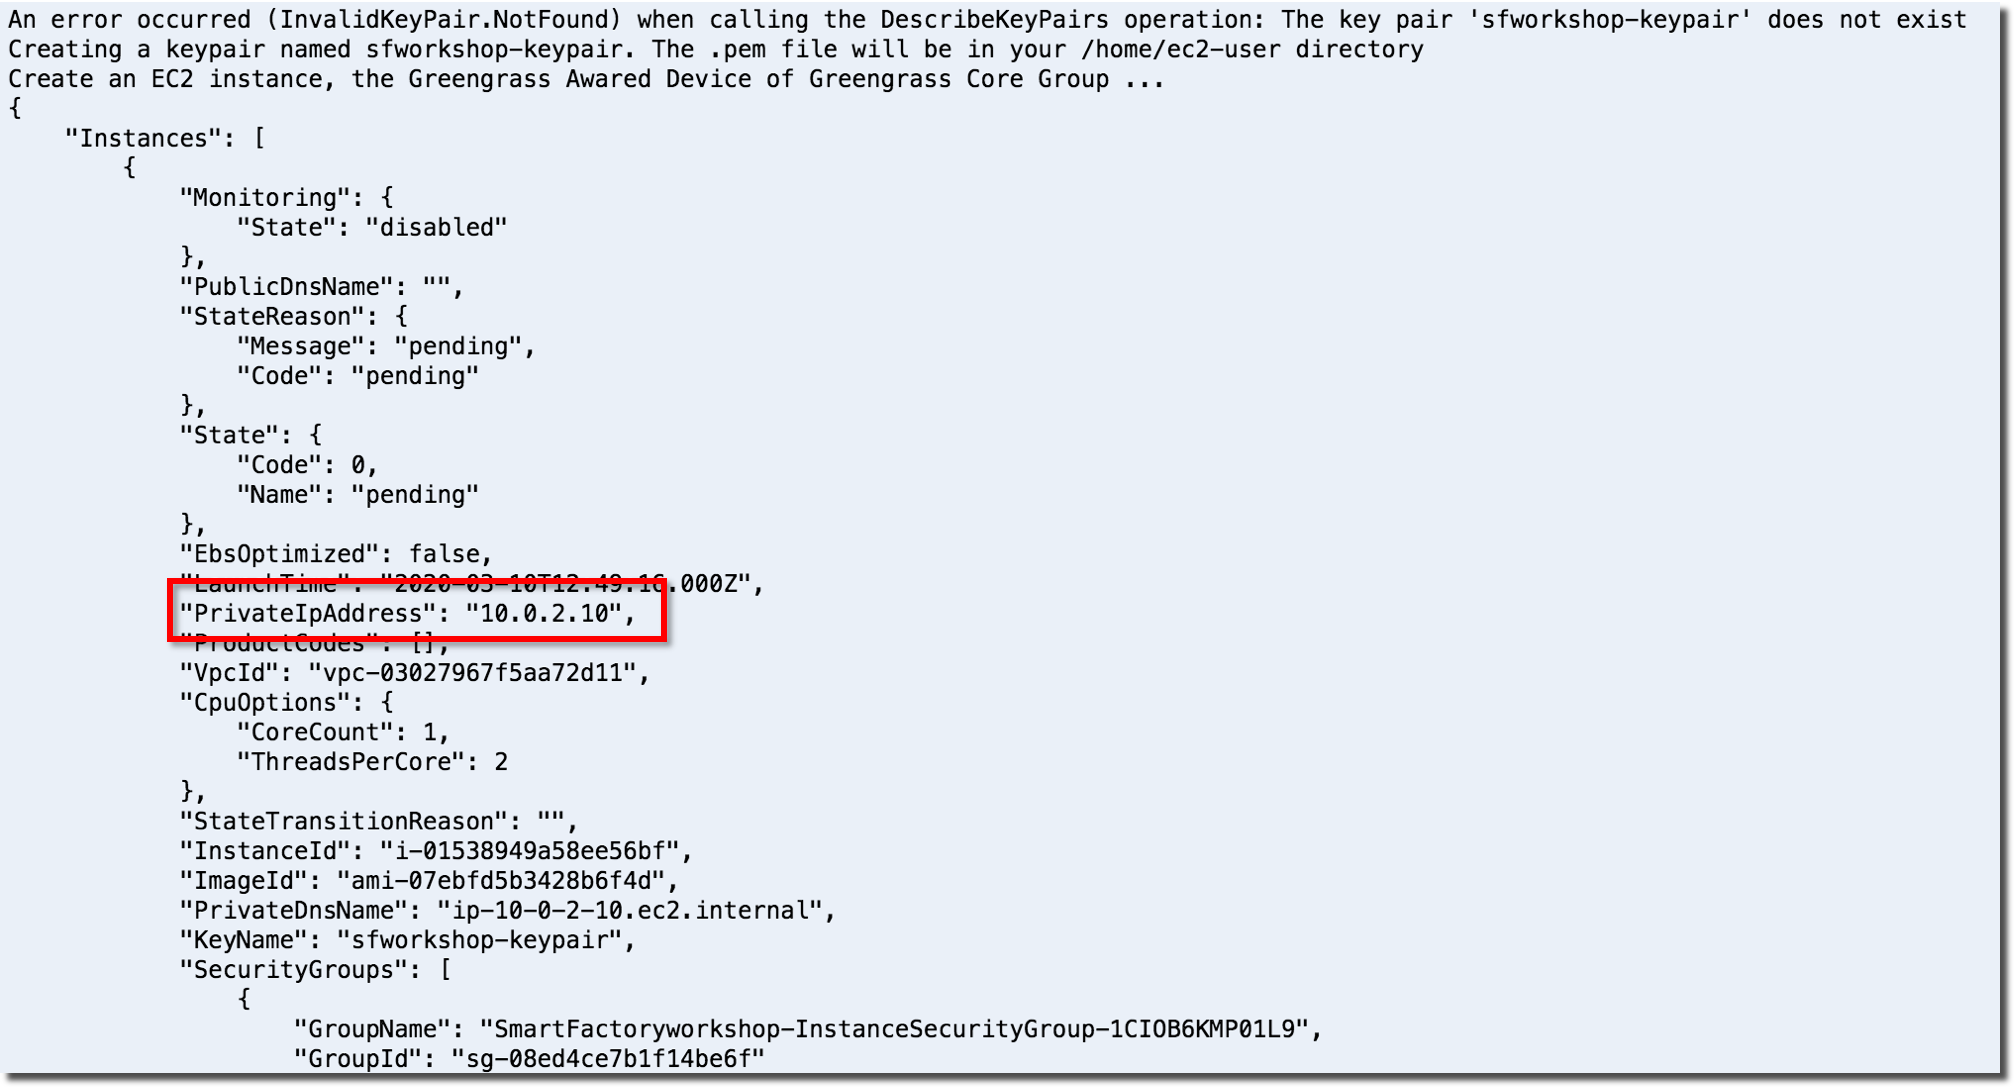 An error occurred (InvalidKeyPair.NotFound) when calling the DescribeKeyPairs operation: The key pair 'sfworkshop-keypair' does not exist
Creating a keypair named sfworkshop-keypair. The .pem file will be in your /home/ec2-user directory
Create an EC2 instance, the Greengrass Awared Device of Greengrass Core Group ...
{
    "Instances": [
        {
            "Monitoring": {
                "State": "disabled"
            },
            "PublicDnsName": "",
            "StateReason": {
                "Message": "pending",
                "Code": "pending"
            },
            "State": {
                "Code": 0,
                "Name": "pending"
            },
            "EbsOptimized": false,
            "LaunchTime": "2020-03-10T12:49:16.000Z",
            "PrivateIpAddress": "10.0.2.10",
            "ProductCodes": [],
            "VpcId": "vpc-03027967f5aa72d11",
            "CpuOptions": {
                "CoreCount": 1,
                "ThreadsPerCore": 2
            },
            "StateTransitionReason": "",
            "InstanceId": "i-01538949a58ee56bf",
            "ImageId": "ami-07ebfd5b3428b6f4d",
            "PrivateDnsName": "ip-10-0-2-10.ec2.internal",
            "KeyName": "sfworkshop-keypair",
            "SecurityGroups": [
                {
                    "GroupName": "SmartFactoryworkshop-InstanceSecurityGroup-1CIOB6KMP01L9",
                    "GroupId": "sg-08ed4ce7b1f14be6f"